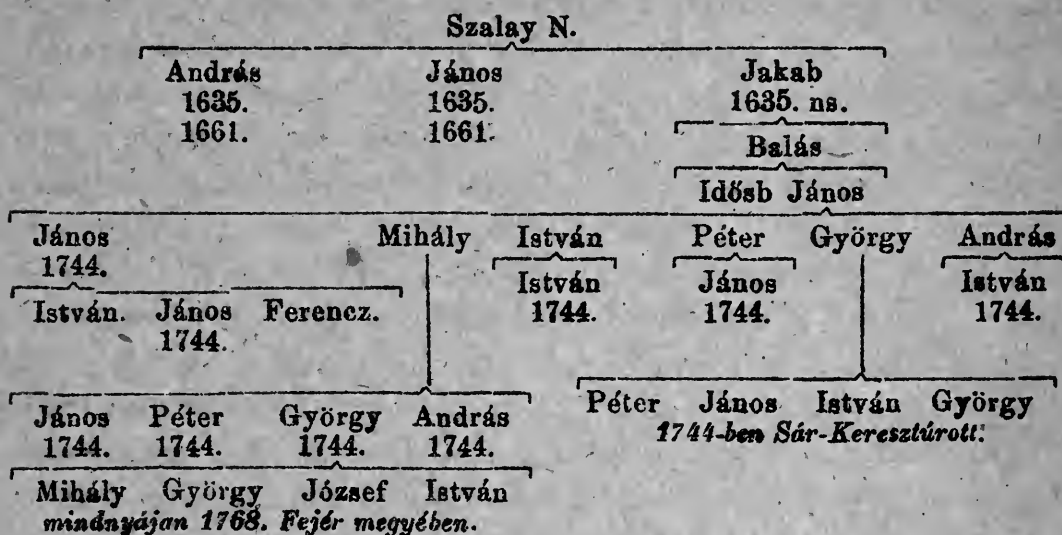 Szalay N.
András János Jakab
1635. 1635. 1635. ns.
1661. 1661.
Balás
Idősb János
János Mihály István Péter György András
1744.
István János István
István. János Ferencz. 1744. 1744. 1744.
1744.
Péter János István György
János Péter György András 1744-ben Sár-Keresztúrott.
1744. 1744. 1744. 1744.
Mihály György József István
mindnyájan 1768. Fejér megyében.